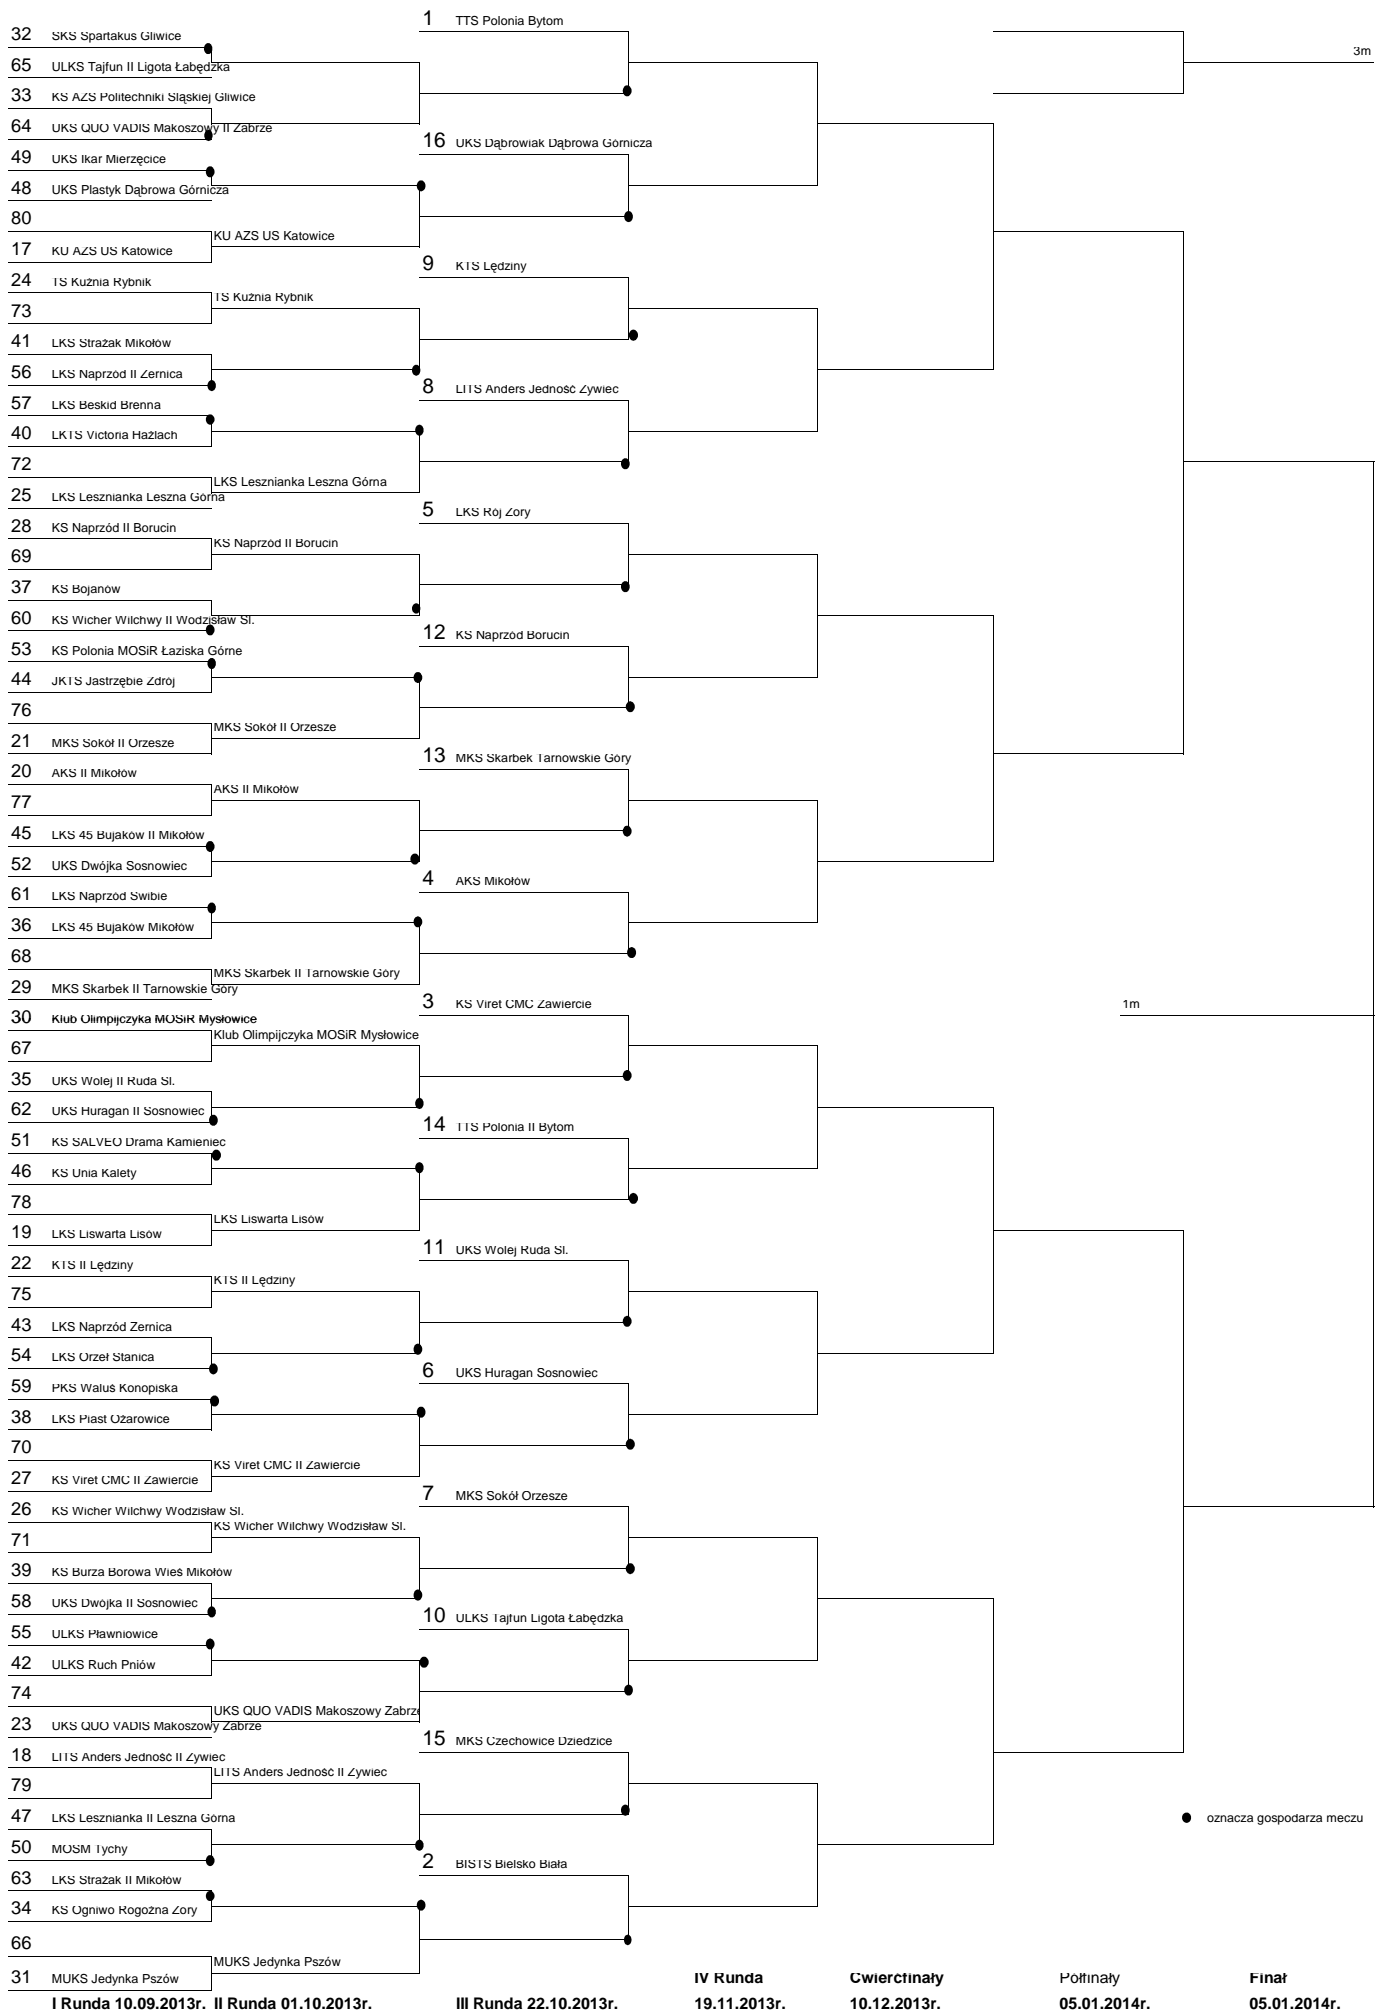 1 TTS Polonia Bytom
32 SKS Spartakus Gliwice
3m
65 ULKS Tajfun II Ligota Łabędzka
33 KS AZS Politechniki Sląskiej Gliwice
64 UKS QUO VADIS Makoszowy II Zabrze
16 UKS Dąbrowiak Dąbrowa Górnicza
49 UKS Ikar Mierzęcice
48 UKS Plastyk Dąbrowa Górnicza
80
KU AZS US Katowice
17 KU AZS US Katowice
9 KTS Lędziny
24 TS Kuźnia Rybnik
TS Kuźnia Rybnik
73
41 LKS Strażak Mikołów
56 LKS Naprzód II Zernica
8 LITS Anders Jedność Zywiec
57 LKS Beskid Brenna
40 LKTS Victoria Hażlach
72
LKS Lesznianka Leszna Górna
25 LKS Lesznianka Leszna Górna
5 LKS Rój Zory
28 KS Naprzód II Borucin
KS Naprzód II Borucin
69
37 KS Bojanów
60 KS Wicher Wilchwy II Wodzisław Sl.
12 KS Naprzód Borucin
53 KS Polonia MOSiR Łaziska Górne
44 JKTS Jastrzębie Zdrój
76
MKS Sokół II Orzesze
21 MKS Sokół II Orzesze
13 MKS Skarbek Tarnowskie Góry
20 AKS II Mikołów
AKS II Mikołów
77
45 LKS 45 Bujaków II Mikołów
52 UKS Dwójka Sosnowiec
4 AKS Mikołów
61 LKS Naprzód Swibie
36 LKS 45 Bujaków Mikołów
68
MKS Skarbek II Tarnowskie Góry
29 MKS Skarbek II Tarnowskie Góry
3 KS Viret CMC Zawiercie
1m
30 Klub Olimpijczyka MOSiR Mysłowice
Klub Olimpijczyka MOSiR Mysłowice
67
35 UKS Wolej II Ruda Sl.
62 UKS Huragan II Sosnowiec
14 TTS Polonia II Bytom
51 KS SALVEO Drama Kamieniec
46 KS Unia Kalety
78
LKS Liswarta Lisów
19 LKS Liswarta Lisów
11 UKS Wolej Ruda Sl.
22 KTS II Lędziny
KTS II Lędziny
75
43 LKS Naprzód Zernica
54 LKS Orzeł Stanica
6 UKS Huragan Sosnowiec
59 PKS Waluś Konopiska
38 LKS Piast Ożarowice
70
KS Viret CMC II Zawiercie
27 KS Viret CMC II Zawiercie
7 MKS Sokół Orzesze
26 KS Wicher Wilchwy Wodzisław Sl.
KS Wicher Wilchwy Wodzisław Sl.
71
39 KS Burza Borowa Wieś Mikołów
58 UKS Dwójka II Sosnowiec
10 ULKS Tajfun Ligota Łabędzka
55 ULKS Pławniowice
42 ULKS Ruch Pniów
74
UKS QUO VADIS Makoszowy Zabrze
23 UKS QUO VADIS Makoszowy Zabrze
15 MKS Czechowice Dziedzice
18 LITS Anders Jedność II Zywiec
LITS Anders Jedność II Zywiec
79
47 LKS Lesznianka II Leszna Górna
oznacza gospodarza meczu
50 MOSM Tychy
2 BISTS Bielsko Biała
63 LKS Strażak II Mikołów
34 KS Ogniwo Rogoźna Zory
66
MUKS Jedynka Pszów
31 MUKS Jedynka Pszów
IV Runda Cwiercfinały Półfinały Finał
I Runda 10.09.2013r. II Runda 01.10.2013r. III Runda 22.10.2013r. 19.11.2013r. 10.12.2013r. 05.01.2014r. 05.01.2014r.